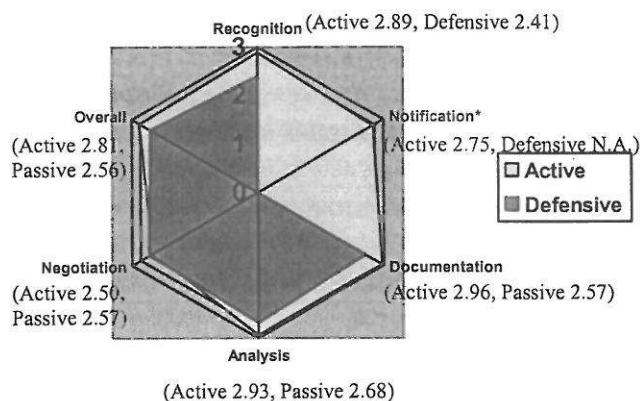 Recognition (Active 2.89, Defensive 2.41)
3
2
1
0
Overall
(Active 2.81,
Passive 2.56)
Notification*
(Active 2.75, Defensive N.A.)
Active
Defensive
Negotiation
(Active 2.50,
Passive 2.57)
Documentation
(Active 2.96, Passive 2.57)
Analysis
(Active 2.93, Passive 2.68)